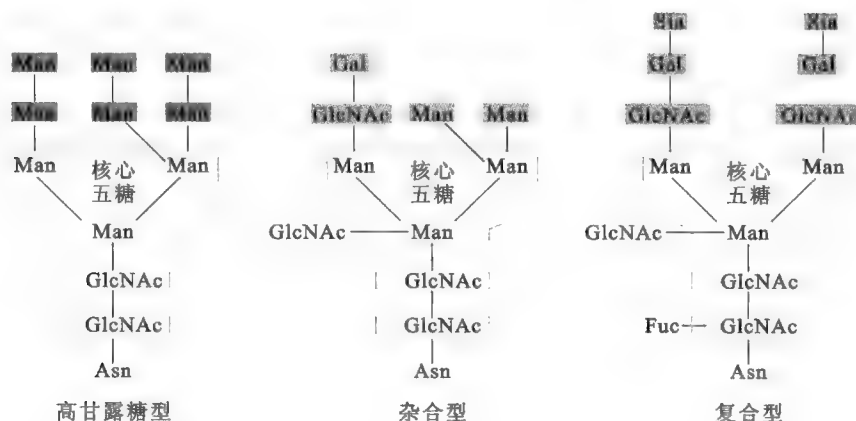 Sia Sia
Man Man Man Gal Gal Gal
Man Man Man GlcNAc Man Man GlcNAc GlcNAc
Man 核心 Man Man 核心 Man Man 核心 Man
五糖 五糖 五糖
Man GlcNAc Man GlcNAc Man
GlcNAc GlcNAc GlcNAc
GlcNAc GlcNAc Fuc GlcNAc
Asn Asn Asn
高甘露糖型 杂合型 复合型